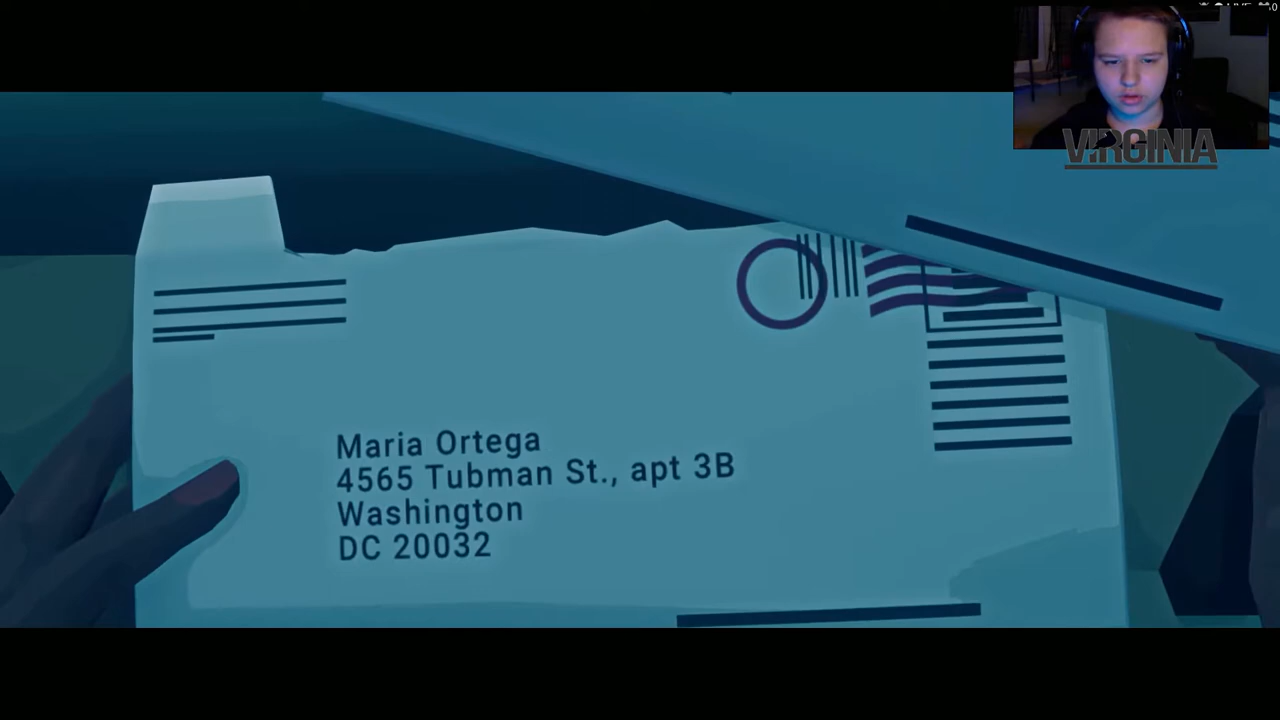 VIRGINIA
Maria Ortega
4565 Tubman St., apt 3B
Washington
DC 20032